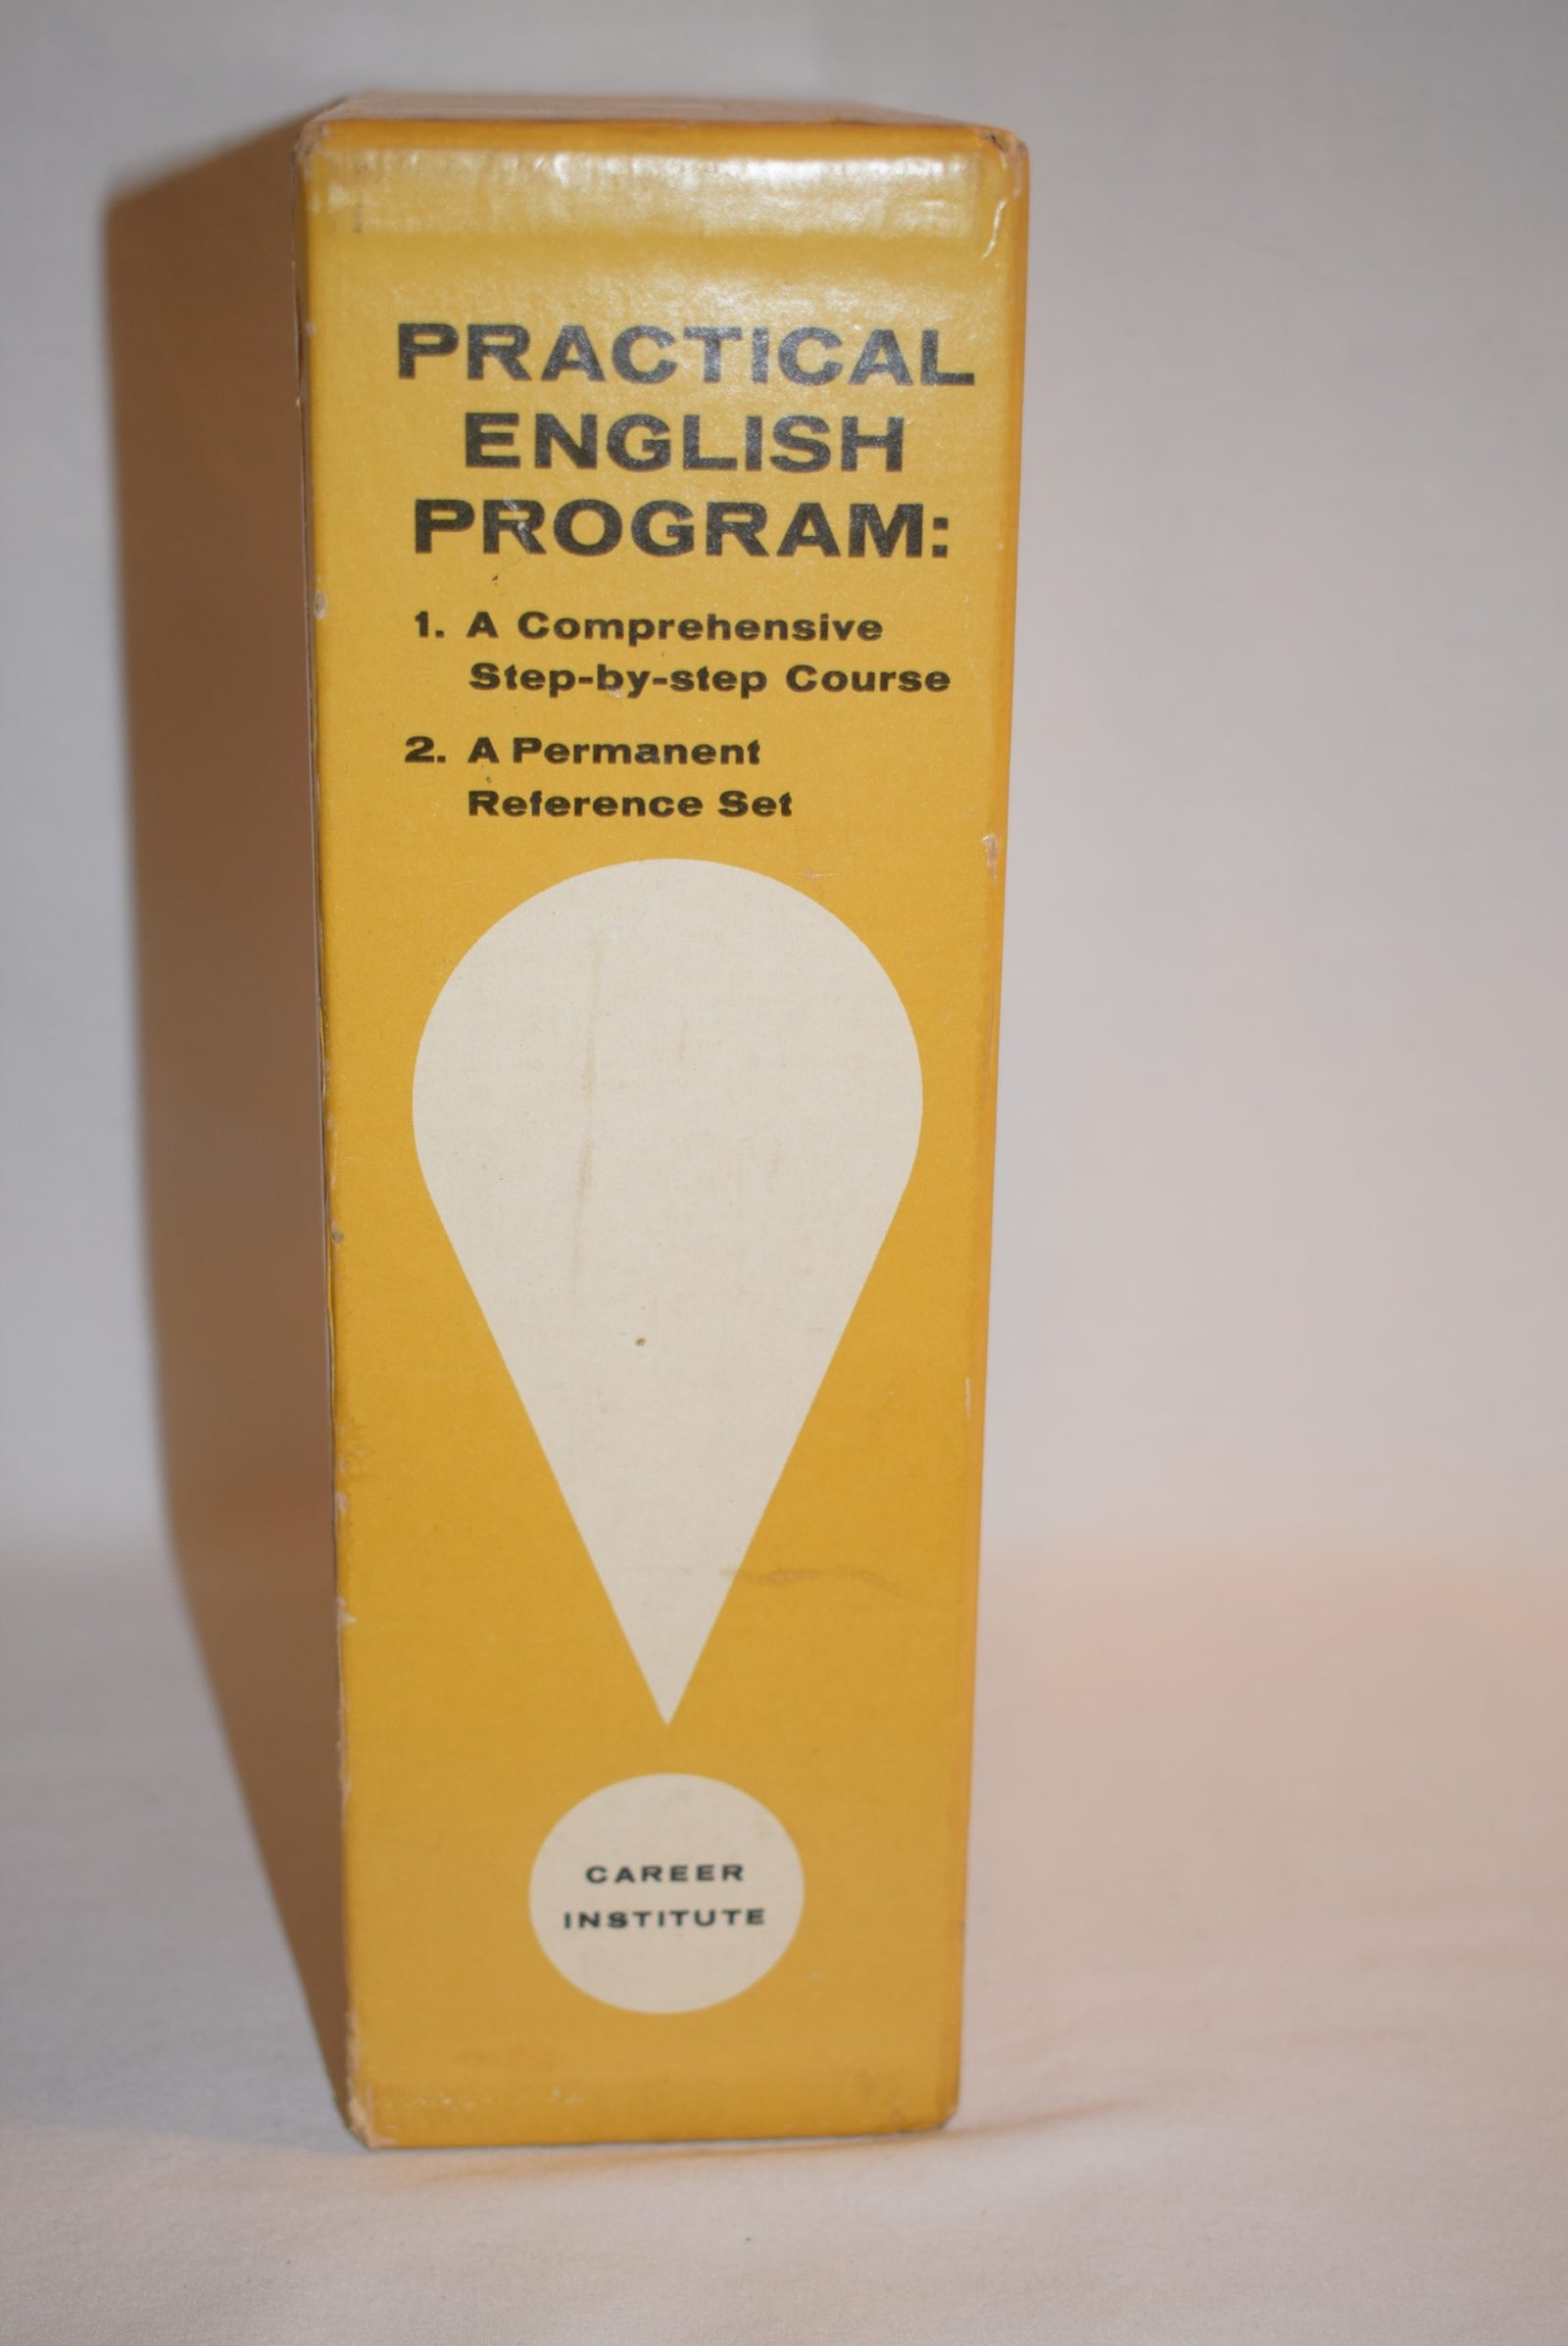 PRACTICAL
ENGLISH
PROGRAM:
1. A Comprehensive
Step-by-step Course
2. A Permanent
Reference Set
CAREER
INSTITUTE